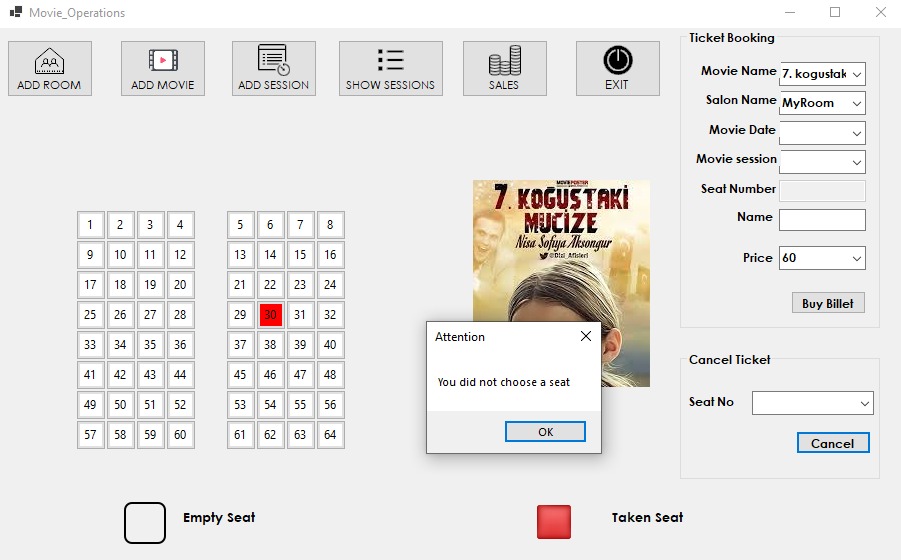 Movie_Operations
ADD ROOM
ADD MOVIE
ADD SESSION
SHOW SESSIONS
SALES
EXIT
Ticket Booking
Movie Name 7. kogustak
Salon Name MyRoom
Movie Date
Movie session
Seat Number
Name
Price 60
Buy Billet
1 2 3 4 5 6 7 8
9 10 11 12 13 14 15 16
17 18 19 20 21 22 23 24
25 26 27 28 29 30 31 32
33 34 35 36 37 38 39 40
41 42 43 44 45 46 47 48
49 50 51 52 53 54 55 56
57 58 59 60 61 62 63 64
MOVIE POSTER
7. KOĞUŞTAKİ
MUCİZE
Nisa Sofiya Aksongur
@Dizi_Afisleri
Attention
You did not choose a seat
OK
Cancel Ticket
Seat No
Cancel
Empty Seat
Taken Seat